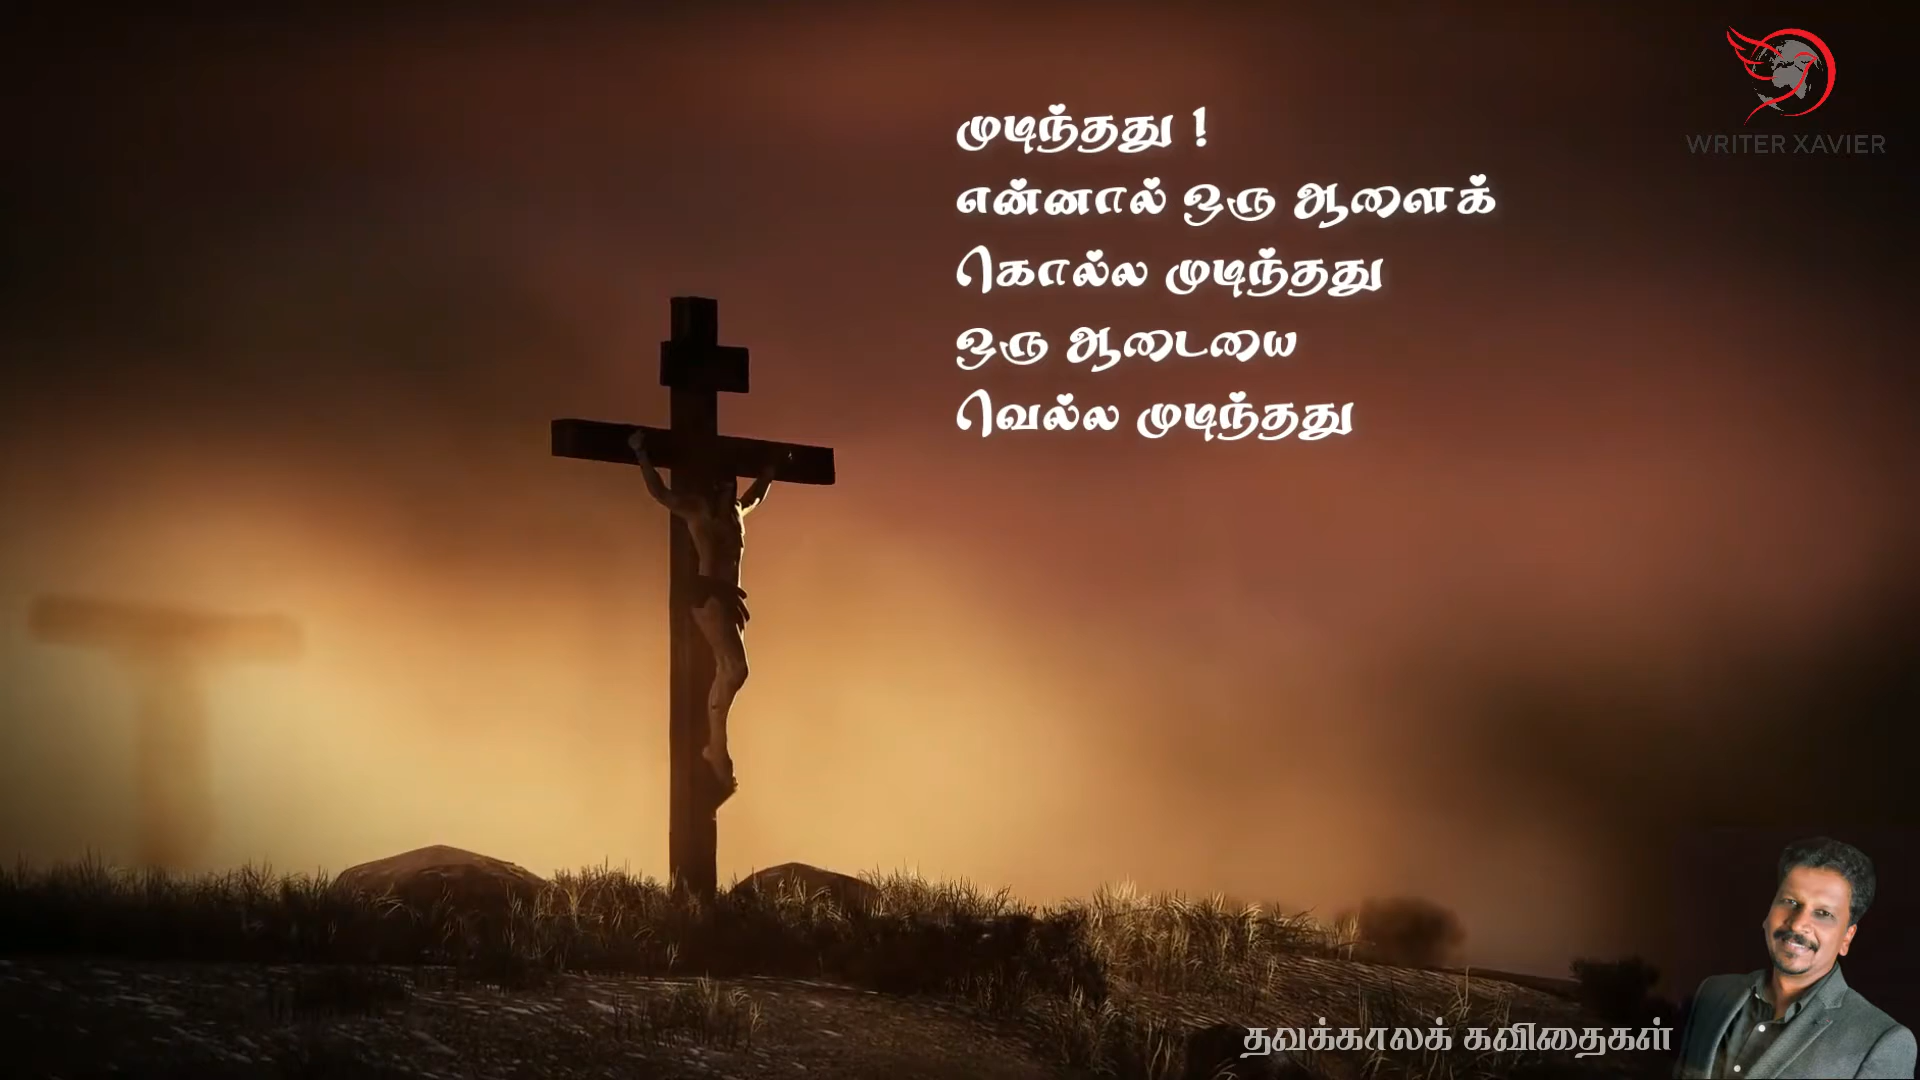 முடிந்தது !
என்னால் ஒரு ஆளைக்
கொல்ல முடிந்தது
ஒரு ஆடையை
வெல்ல முடிந்தது
WRITER XAVIER
தவக்காலக் கவிதைகள்